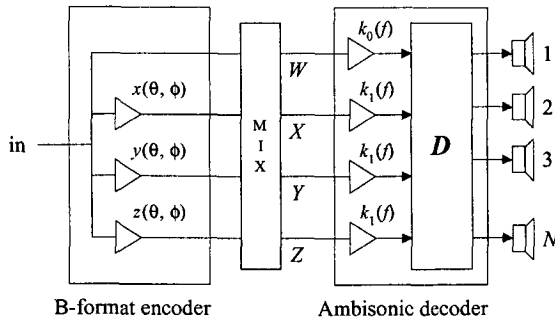 in
x(θ, ϕ)
y(θ, ϕ)
z(θ, ϕ)
B-format encoder
M
I
X
W
X
Y
Z
k₀(f)
k₁(f)
k₁(f)
k₁(f)
D
Ambisonic decoder
1
2
3
N